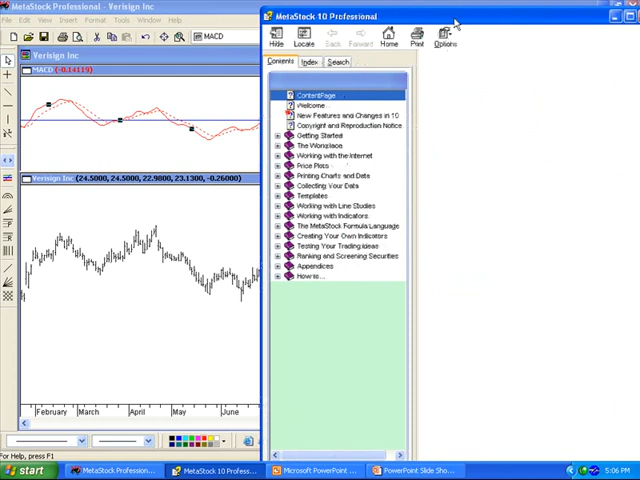 MetaStock Professional - Verisign Inc
File Edit View Insert Format Tools Window Help
MACD
Verisign Inc
MACD (-0.14119)
Verisign Inc (24.5000, 24.5000, 22.9800, 23.1300, -0.26000)
February March April May June
For Help, press F1
MetaStock 10 Professional
Hide Locate Back Forward Home Print Options
Contents Index Search
ContentPage
Welcome
New Features and Changes in 10
Copyright and Reproduction Notice
Getting Started
The Workplace
Working with the Internet
Price Plots
Printing Charts and Data
Collecting Your Data
Templates
Working with Line Studies
Working with Indicators
The MetaStock Formula Language
Creating Your Own Indicators
Testing Your Trading Ideas
Ranking and Screening Securities
Appendices
How is...
start MetaStock Profession... MetaStock 10 Profess... Microsoft PowerPoint ... PowerPoint Slide Sho... 5:06 PM